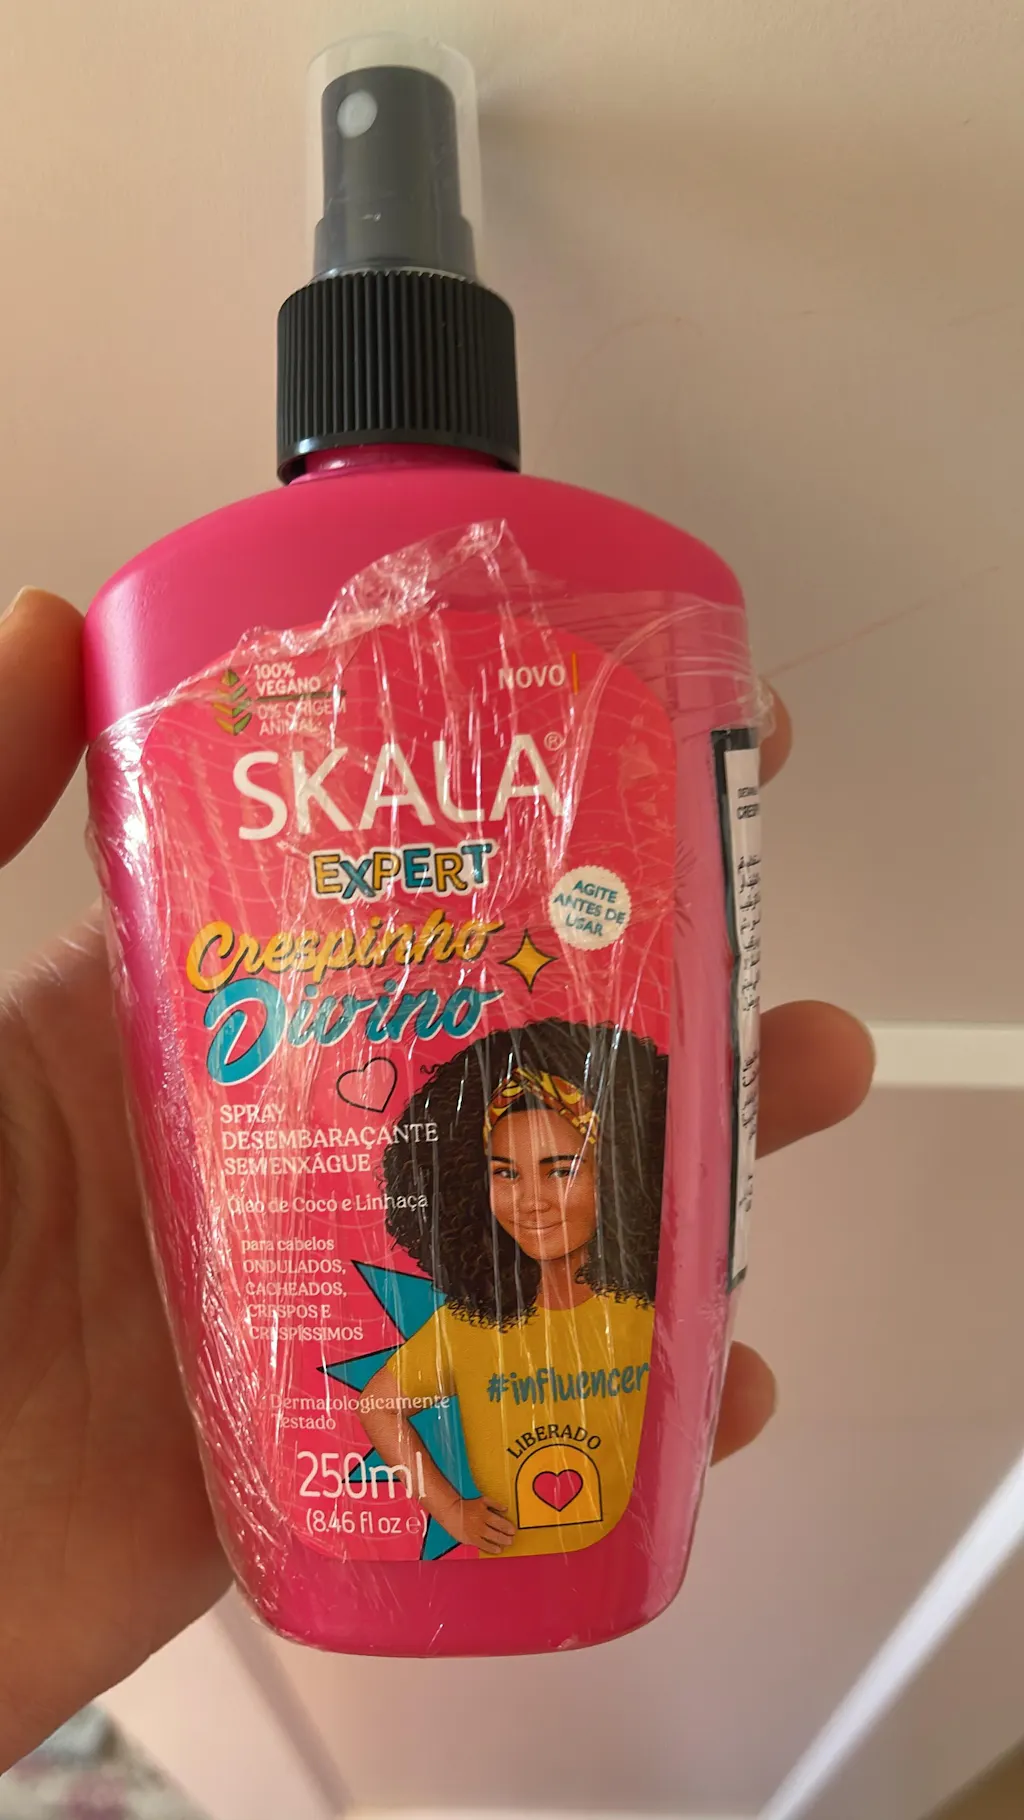 100%
VEGANO
0% ORIGEM
ANIMAL
NOVO
SKALA®
EXPERT
AGITE
ANTES DE
USAR
Crespinho
Divino
SPRAY
DESEMBARAÇANTE
SEM ENXÁGUE
Óleo de Coco e Linhaça
para cabelos
ONDULADOS,
CACHEADOS,
CRESPOS E
CRESPÍSSIMOS
#influencer
Dermatologicamente
Testado
LIBERADO
250ml
(8.46 fl oz ℮)